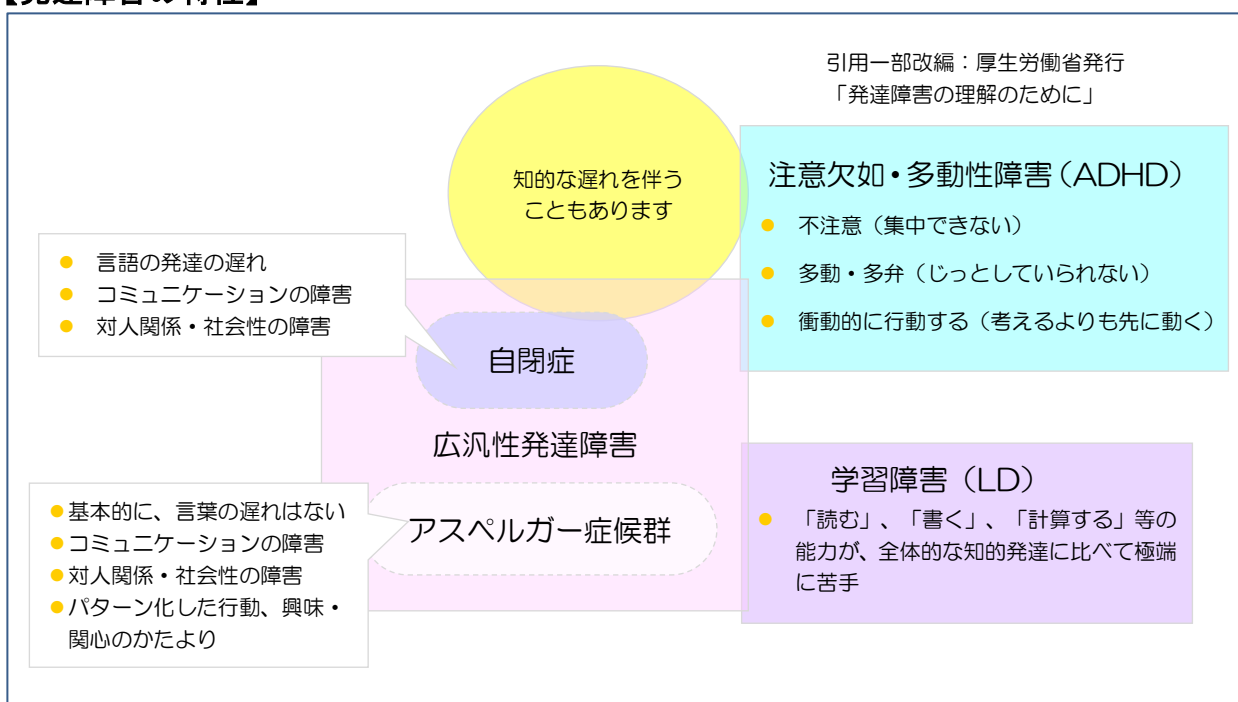 【発達障害の特性】
引用一部改編：厚生労働省発行
「発達障害の理解のために」
知的な遅れを伴う
こともあります
注意欠如・多動性障害（ADHD）
● 不注意（集中できない）
● 多動・多弁（じっとしていられない）
● 衝動的に行動する（考えるよりも先に動く）
● 言語の発達の遅れ
● コミュニケーションの障害
● 対人関係・社会性の障害
自閉症
広汎性発達障害
アスペルガー症候群
● 基本的に、言葉の遅れはない
● コミュニケーションの障害
● 対人関係・社会性の障害
● パターン化した行動、興味・
関心のかたより
学習障害（LD）
● 「読む」、「書く」、「計算する」等の
能力が、全体的な知的発達に比べて極端
に苦手